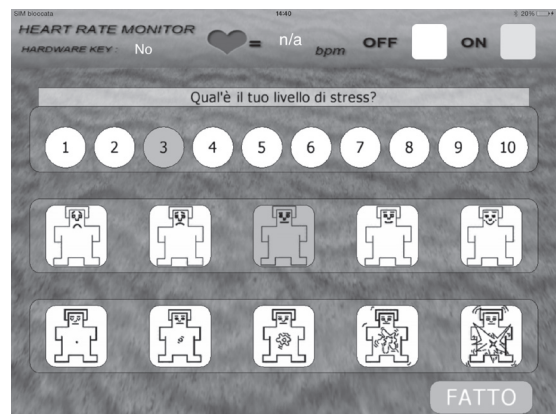 SIM bloccata 14:40 20%
HEART RATE MONITOR = n/a bpm OFF ON
HARDWARE KEY: No
Qual'è il tuo livello di stress?
1 2 3 4 5 6 7 8 9 10
FATTO